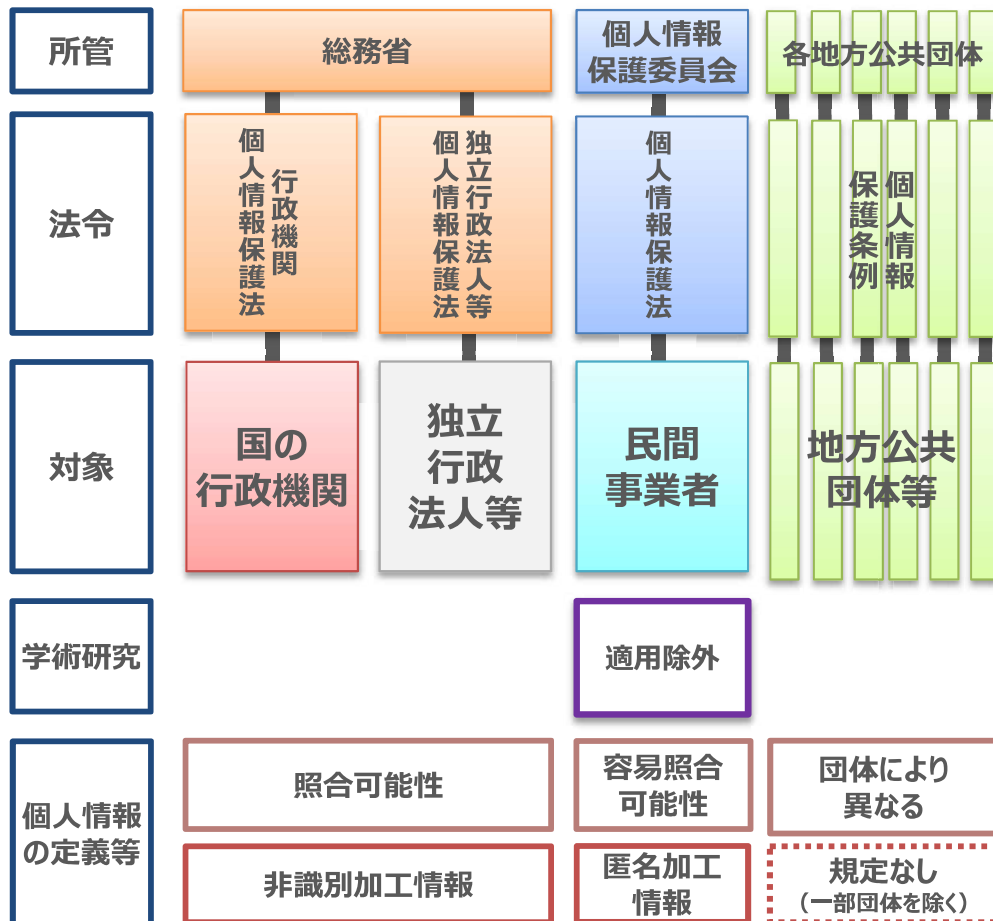 所管
総務省
個人情報
保護委員会
各地方公共団体
法令
行政機関
個人情報保護法
独立行政法人等
個人情報保護法
個人情報保護法
個人情報
保護条例
対象
国の
行政機関
独立
行政
法人等
民間
事業者
地方公共
団体等
学術研究
適用除外
個人情報
の定義等
照合可能性
容易照合
可能性
団体により
異なる
非識別加工情報
匿名加工
情報
規定なし
（一部団体を除く）